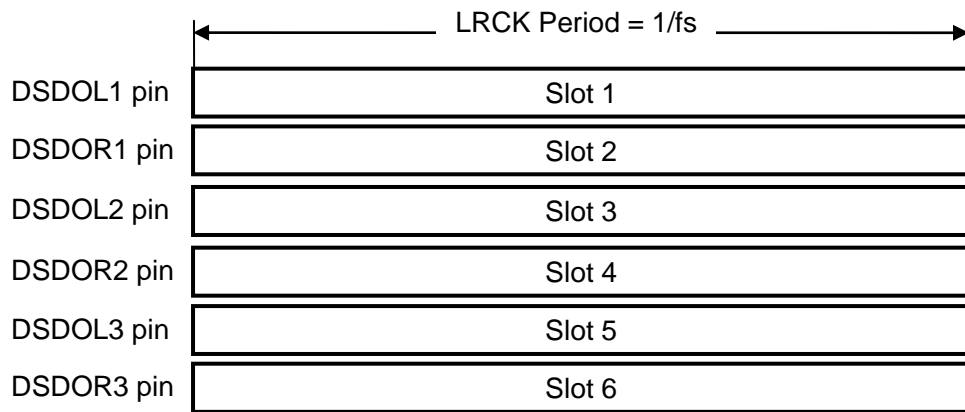 LRCK Period = 1/fs
DSDOL1 pin Slot 1
DSDOR1 pin Slot 2
DSDOL2 pin Slot 3
DSDOR2 pin Slot 4
DSDOL3 pin Slot 5
DSDOR3 pin Slot 6